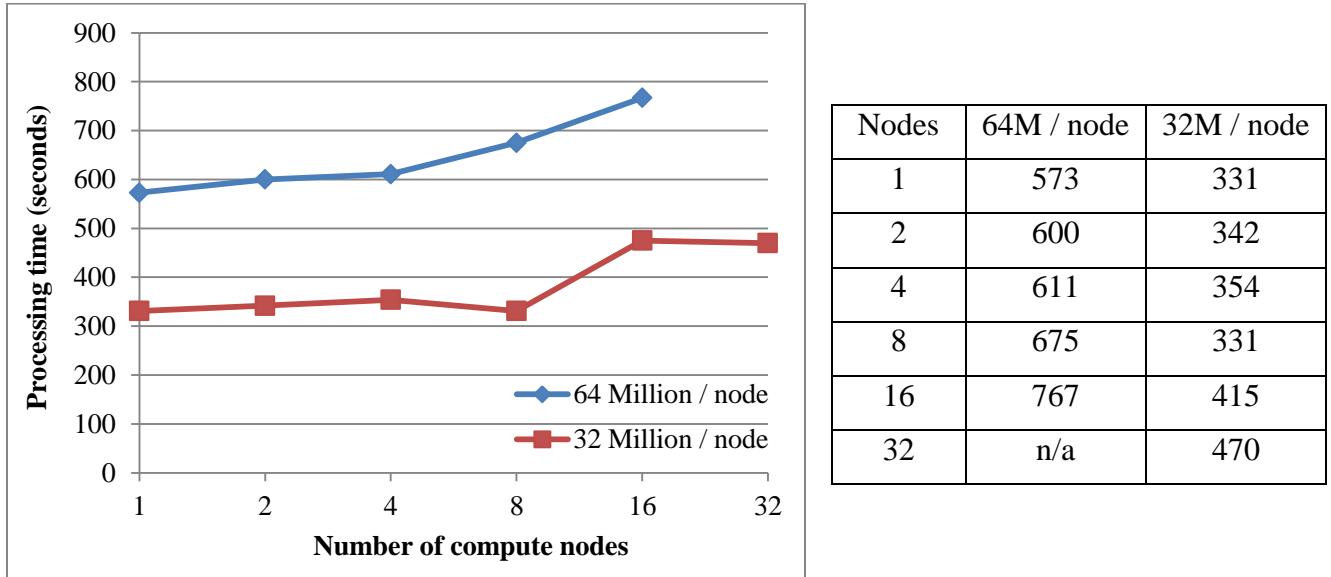 900
800
700
600
500
400
300
200
100
0
Processing time (seconds)
64 Million / node
32 Million / node
1 2 4 8 16 32
Number of compute nodes
Nodes 64M / node 32M / node
1 573 331
2 600 342
4 611 354
8 675 331
16 767 415
32 n/a 470